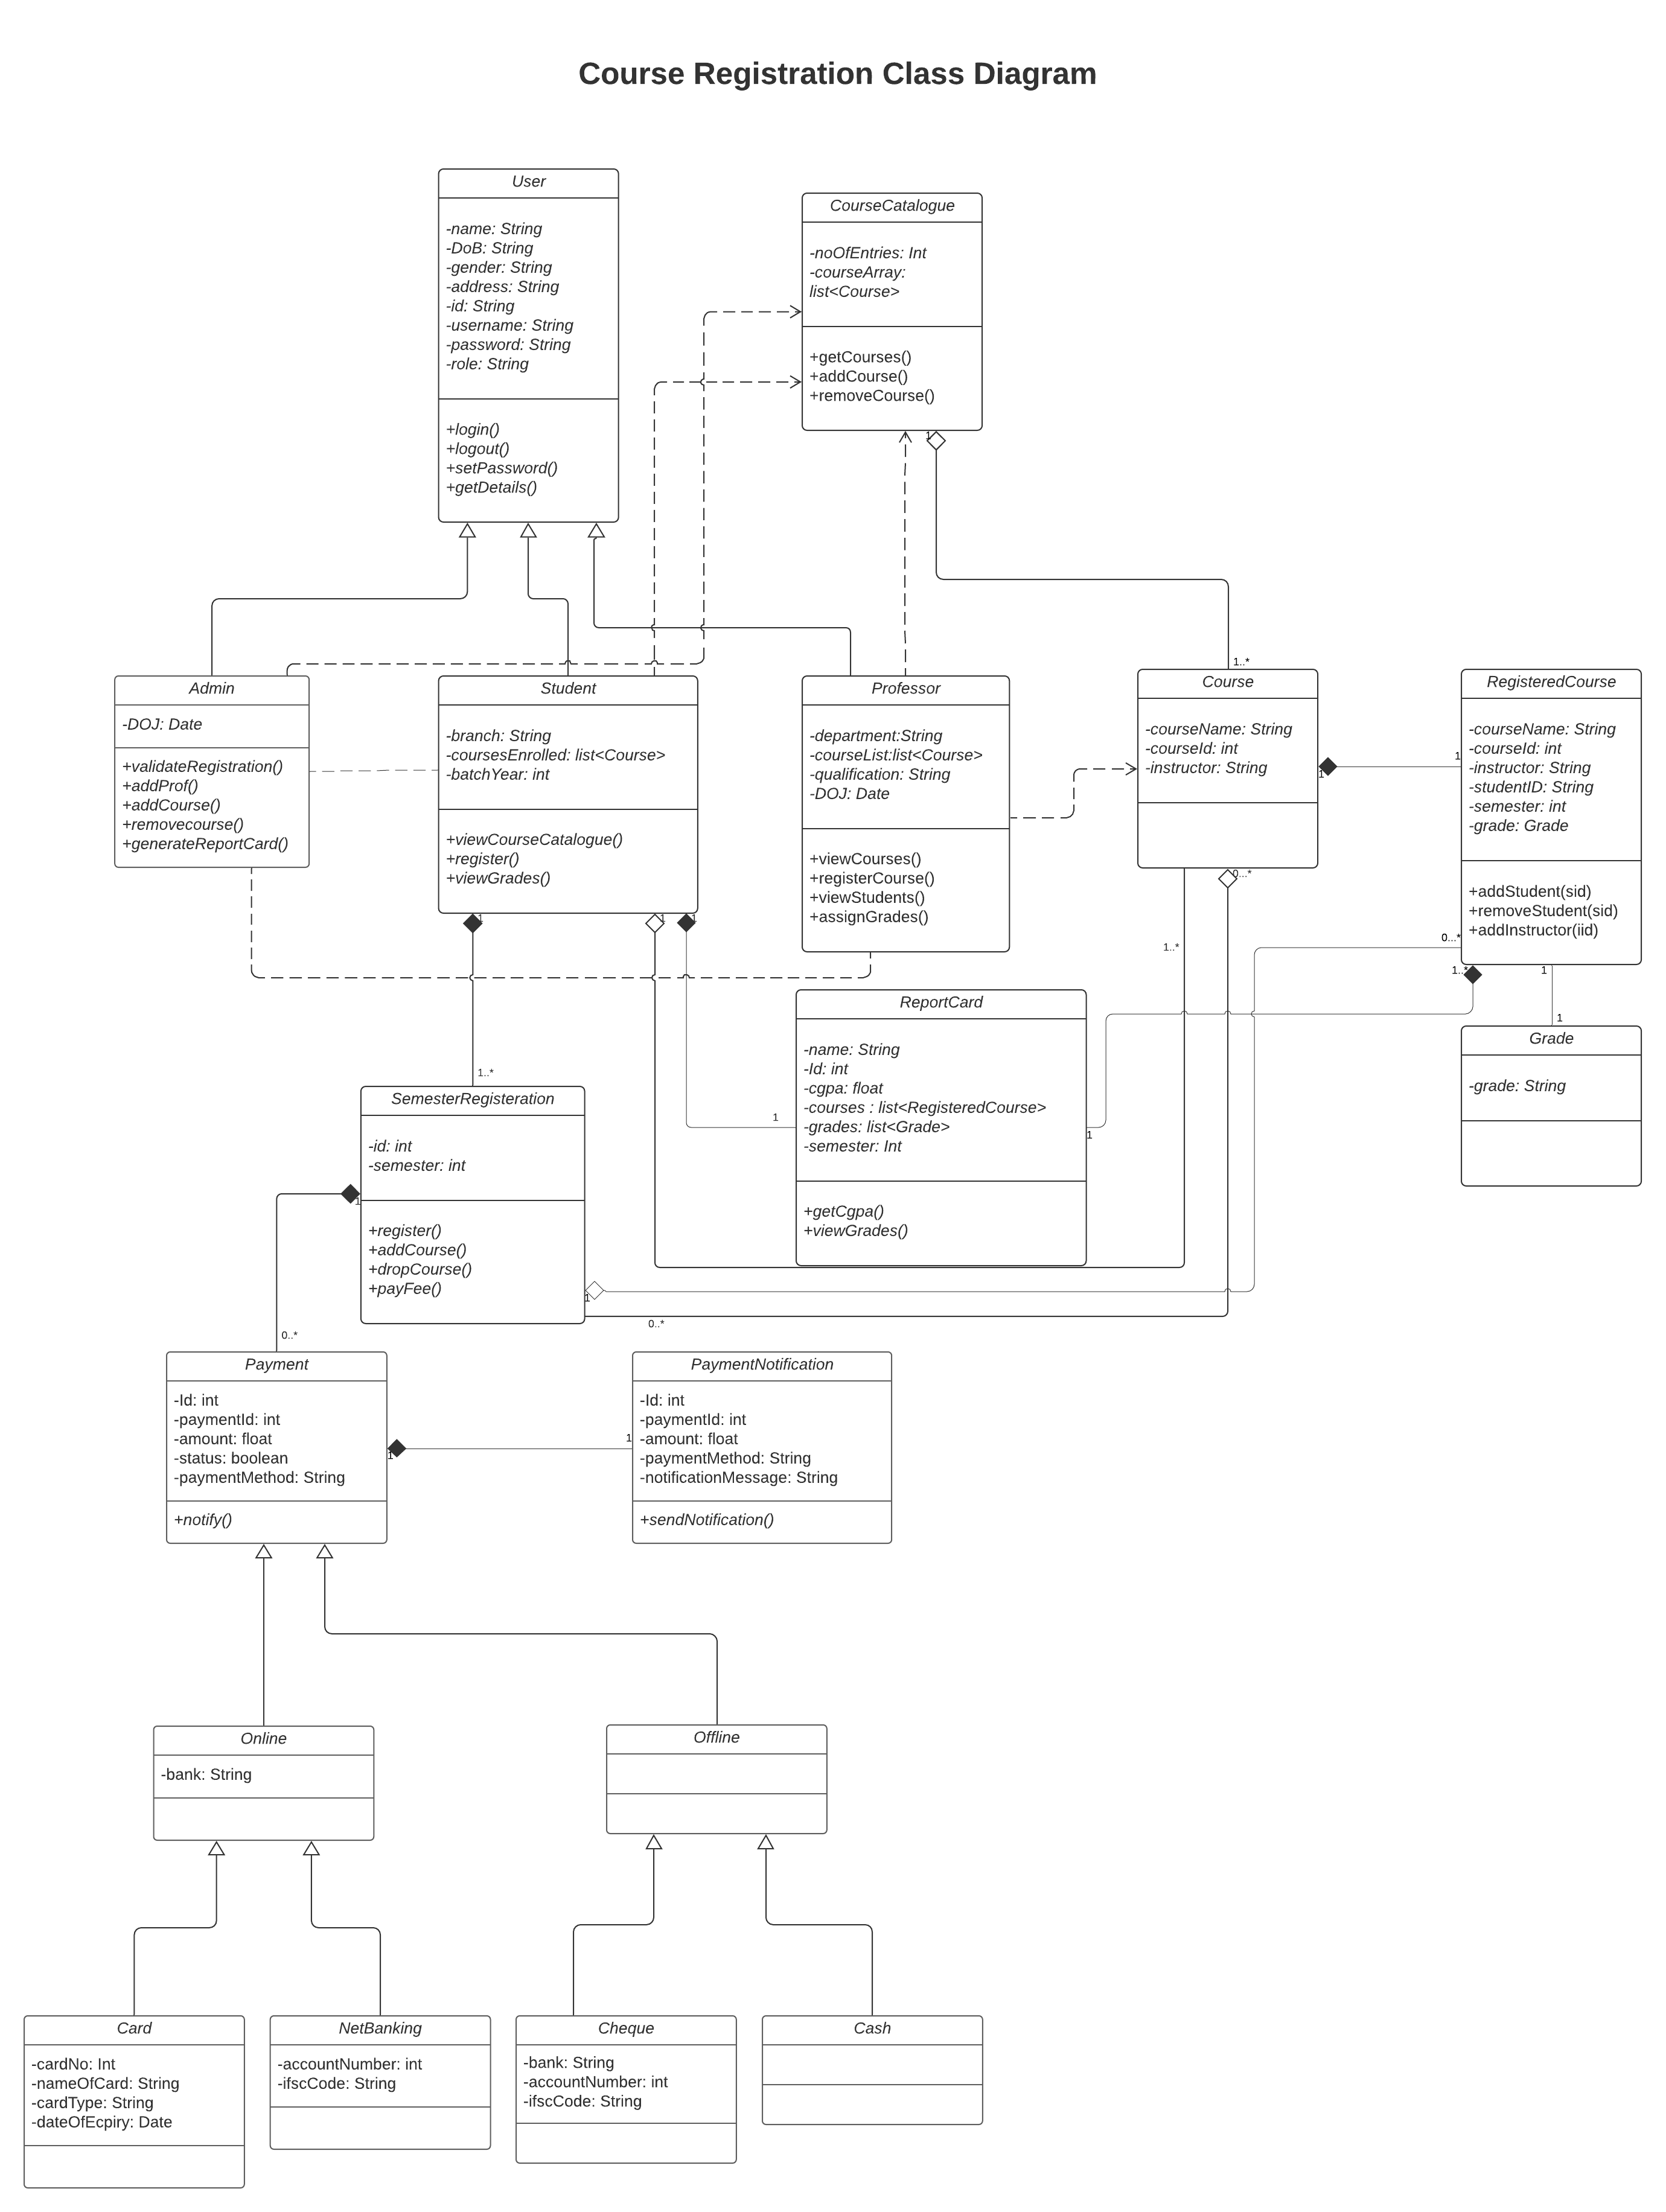 Course Registration Class Diagram
User
-name: String
-DoB: String
-gender: String
-address: String
-id: String
-username: String
-password: String
-role: String
+login()
+logout()
+setPassword()
+getDetails()
CourseCatalogue
-noOfEntries: Int
-courseArray:
list<Course>
+getCourses()
+addCourse()
+removeCourse()
1
1..*
Admin
-DOJ: Date
+validateRegistration()
+addProf()
+addCourse()
+removecourse()
+generateReportCard()
Student
-branch: String
-coursesEnrolled: list<Course>
-batchYear: int
+viewCourseCatalogue()
+register()
+viewGrades()
1
1
1
Professor
-department:String
-courseList:list<Course>
-qualification: String
-DOJ: Date
+viewCourses()
+registerCourse()
+viewStudents()
+assignGrades()
Course
-courseName: String
-courseId: int
-instructor: String
1
1
0...*
1..*
RegisteredCourse
-courseName: String
-courseId: int
-instructor: String
-studentID: String
-semester: int
-grade: Grade
+addStudent(sid)
+removeStudent(sid)
+addInstructor(iid)
0...*
1..*
1
1
Grade
-grade: String
ReportCard
-name: String
-Id: int
-cgpa: float
-courses : list<RegisteredCourse>
-grades: list<Grade>
-semester: Int
+getCgpa()
+viewGrades()
1
1
1..*
SemesterRegisteration
-id: int
-semester: int
+register()
+addCourse()
+dropCourse()
+payFee()
1
1
0..*
0..*
Payment
-Id: int
-paymentId: int
-amount: float
-status: boolean
-paymentMethod: String
+notify()
1
1
PaymentNotification
-Id: int
-paymentId: int
-amount: float
-paymentMethod: String
-notificationMessage: String
+sendNotification()
Online
-bank: String
Offline
Card
-cardNo: Int
-nameOfCard: String
-cardType: String
-dateOfEcpiry: Date
NetBanking
-accountNumber: int
-ifscCode: String
Cheque
-bank: String
-accountNumber: int
-ifscCode: String
Cash